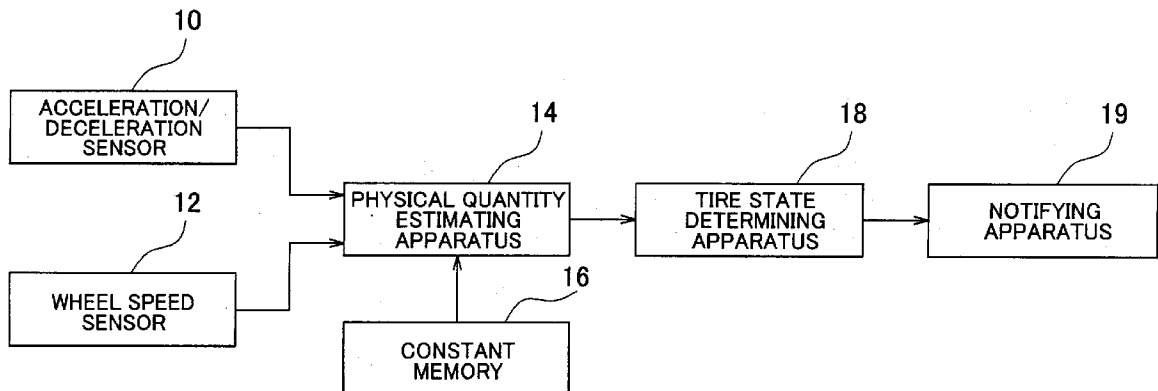 10
ACCELERATION/
DECELERATION
SENSOR
12
WHEEL SPEED
SENSOR
14
PHYSICAL QUANTITY
ESTIMATING
APPARATUS
16
CONSTANT
MEMORY
18
TIRE STATE
DETERMINING
APPARATUS
19
NOTIFYING
APPARATUS